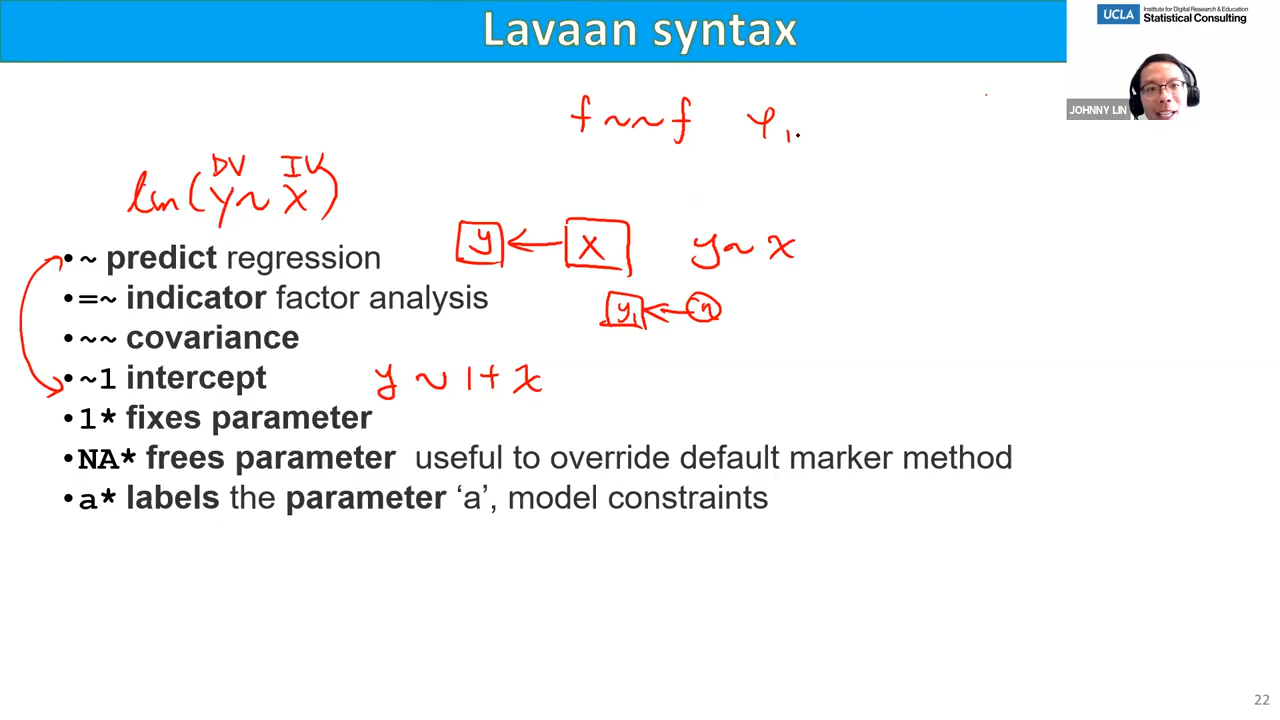 Lavaan syntax
UCLA
Institute for Digital Research & Education
Statistical Consulting
JOHNNY LIN
f ~~ f φ₁
DV IV
lm(y~ X)
y ← x y ~ x
• ~ predict regression
• =~ indicator factor analysis
y₁ ← η
• ~~ covariance
• ~1 intercept
y ~ 1 + x
• 1* fixes parameter
• NA* frees parameter useful to override default marker method
• a* labels the parameter ‘a’, model constraints
22